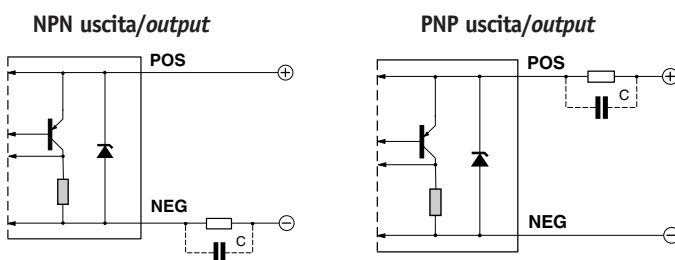 NPN uscita/output
POS
+
NEG
−
C
PNP uscita/output
POS
+
C
NEG
−